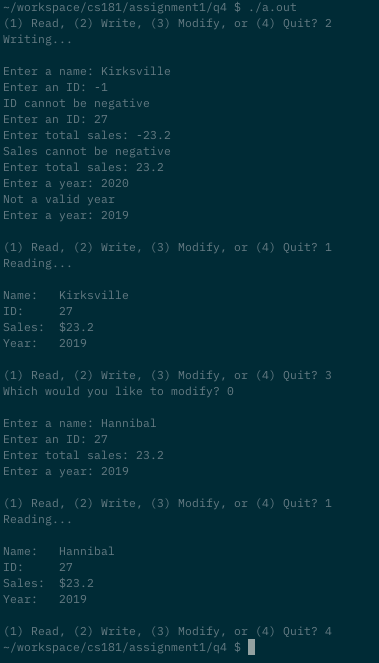 ~/workspace/cs181/assignment1/q4 $ ./a.out
(1) Read, (2) Write, (3) Modify, or (4) Quit? 2
Writing...
Enter a name: Kirksville
Enter an ID: -1
ID cannot be negative
Enter an ID: 27
Enter total sales: -23.2
Sales cannot be negative
Enter total sales: 23.2
Enter a year: 2020
Not a valid year
Enter a year: 2019
(1) Read, (2) Write, (3) Modify, or (4) Quit? 1
Reading...
Name: Kirksville
ID: 27
Sales: $23.2
Year: 2019
(1) Read, (2) Write, (3) Modify, or (4) Quit? 3
Which would you like to modify? 0
Enter a name: Hannibal
Enter an ID: 27
Enter total sales: 23.2
Enter a year: 2019
(1) Read, (2) Write, (3) Modify, or (4) Quit? 1
Reading...
Name: Hannibal
ID: 27
Sales: $23.2
Year: 2019
(1) Read, (2) Write, (3) Modify, or (4) Quit? 4
~/workspace/cs181/assignment1/q4 $